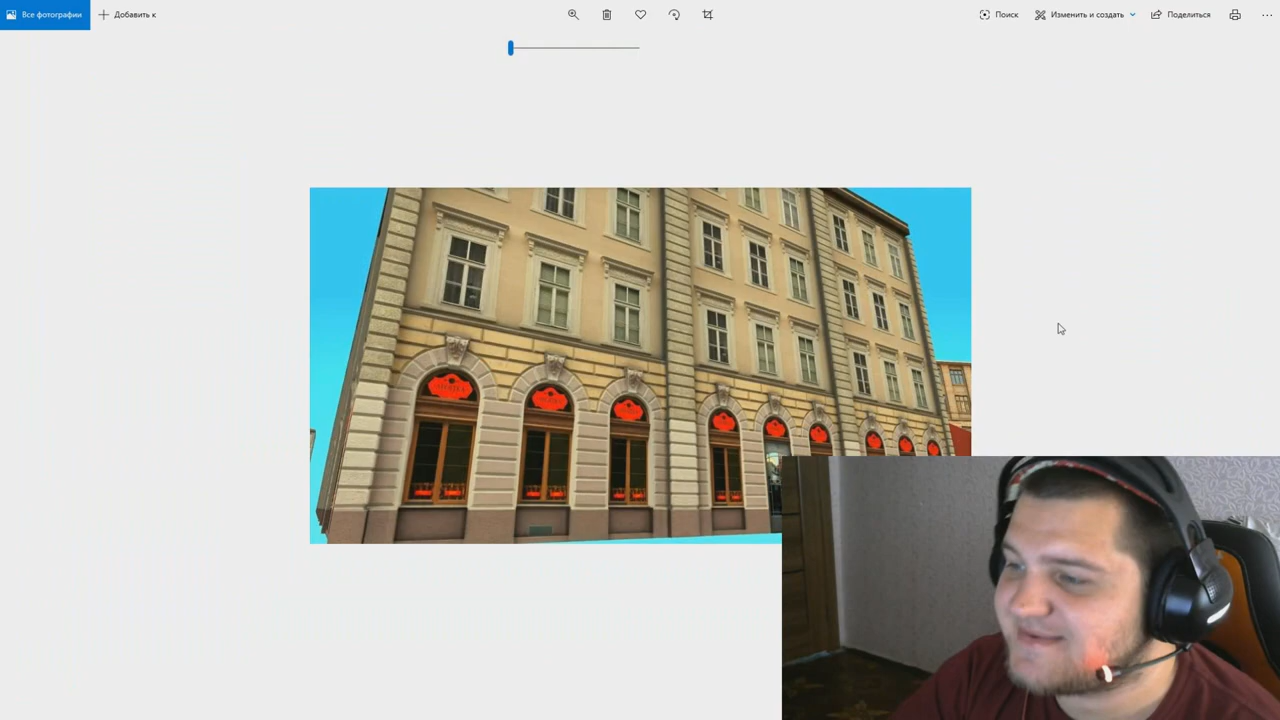 Все фотографии
Добавить к
Поиск
Изменить и создать
Поделиться